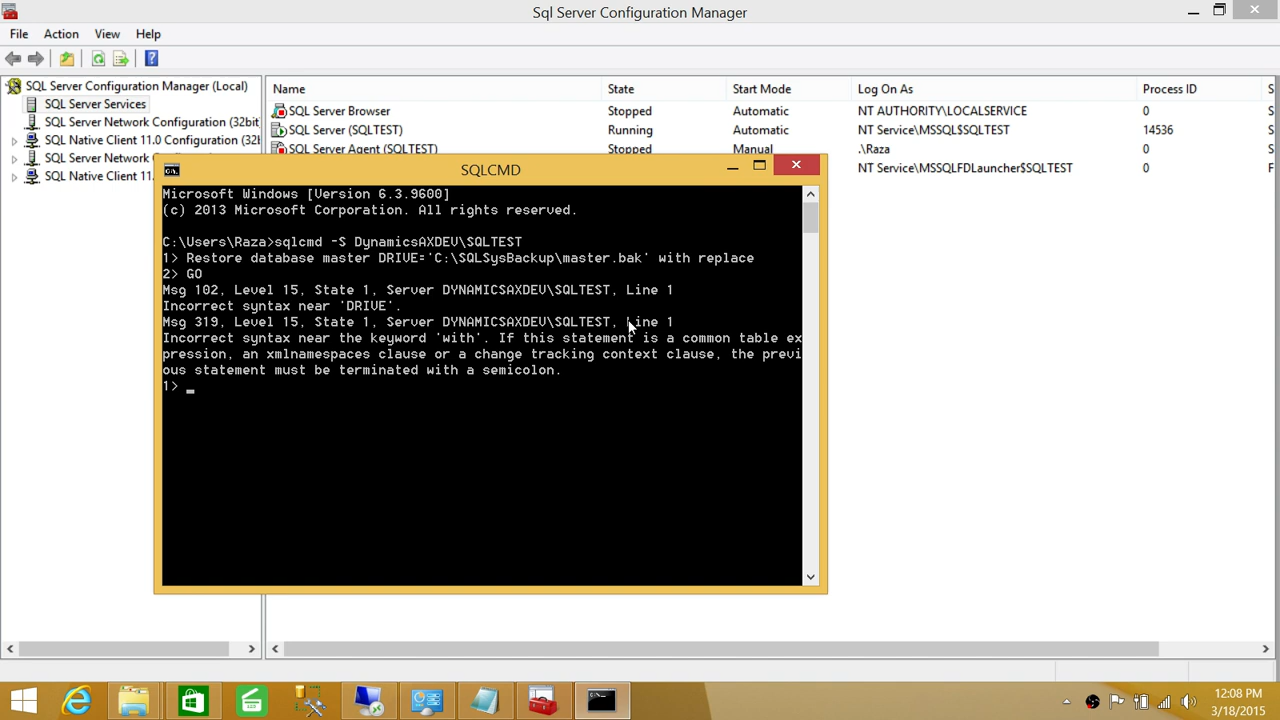 Sql Server Configuration Manager
File Action View Help
SQL Server Configuration Manager (Local)
SQL Server Services
SQL Server Network Configuration (32bit
SQL Native Client 11.0 Configuration (32b
SQL Server Network
SQL Native Client 11.
Name State Start Mode Log On As Process ID S
SQL Server Browser Stopped Automatic NT AUTHORITY\LOCALSERVICE 0 S
SQL Server (SQLTEST) Running Automatic NT Service\MSSQL$SQLTEST 14536 S
SQL Server Agent (SQLTEST) Stopped Manual .\Raza 0 S
NT Service\MSSQLFDLauncher$SQLTEST 0 F
SQLCMD
Microsoft Windows [Version 6.3.9600]
(c) 2013 Microsoft Corporation. All rights reserved.
C:\Users\Raza>sqlcmd -S DynamicsAXDEV\SQLTEST
1> Restore database master DRIVE='C:\SQLSysBackup\master.bak' with replace
2> GO
Msg 102, Level 15, State 1, Server DYNAMICSAXDEV\SQLTEST, Line 1
Incorrect syntax near 'DRIVE'.
Msg 319, Level 15, State 1, Server DYNAMICSAXDEV\SQLTEST, Line 1
Incorrect syntax near the keyword 'with'. If this statement is a common table ex
pression, an xmlnamespaces clause or a change tracking context clause, the previ
ous statement must be terminated with a semicolon.
1> _
12:08 PM
3/18/2015